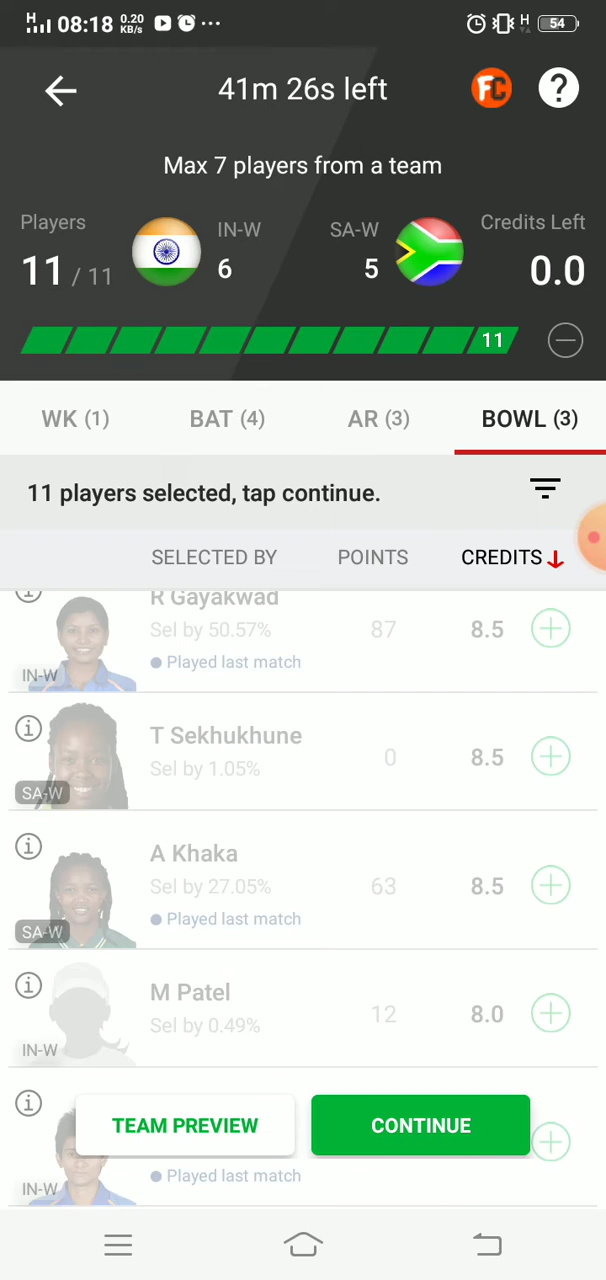 H 08:18 0.20 KB/s ... H 54
41m 26s left FC ?
Max 7 players from a team
Players IN-W SA-W Credits Left
11 / 11 6 5 0.0
11
WK (1) BAT (4) AR (3) BOWL (3)
11 players selected, tap continue.
SELECTED BY POINTS CREDITS
R Gayakwad
Sel by 50.57% 87 8.5
Played last match
IN-W
T Sekhukhune
Sel by 1.05% 0 8.5
SA-W
A Khaka
Sel by 27.05% 63 8.5
Played last match
SA-W
M Patel
Sel by 0.49% 12 8.0
IN-W
TEAM PREVIEW CONTINUE
Played last match
IN-W